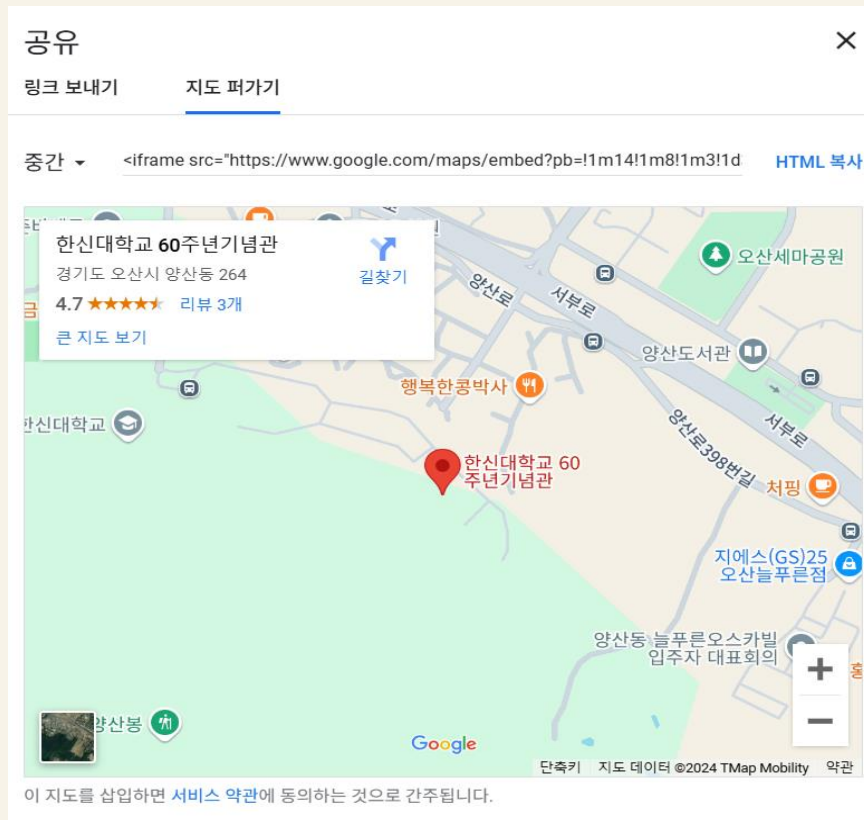 공유
링크 보내기 지도 퍼가기
중간 <iframe src="https://www.google.com/maps/embed?pb=!1m14!1m8!1m3!1d HTML 복사
한신대학교 60주년기념관
경기도 오산시 양산동 264
길찾기
4.7 리뷰 3개
큰 지도 보기
양산로
서부로
오산세마공원
양산도서관
행복한콩박사
한신대학교
서부로
양산로398번길
한신대학교 60
주년기념관
처핑
지에스(GS)25
오산늘푸른점
양산동 늘푸른오스카빌
입주자 대표회의
양산봉
Google
단축키 지도 데이터 ©2024 TMap Mobility 약관
이 지도를 삽입하면 서비스 약관에 동의하는 것으로 간주됩니다.